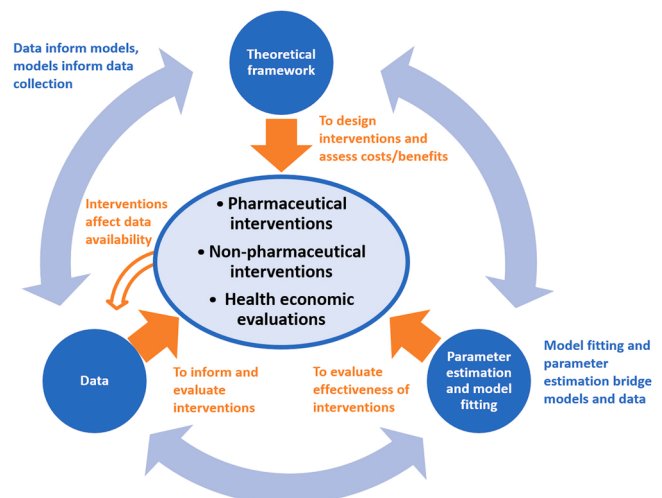 Data inform models,
models inform data
collection
Theoretical
framework
To design
interventions and
assess costs/benefits
Interventions
affect data
availability
• Pharmaceutical
interventions
• Non-pharmaceutical
interventions
• Health economic
evaluations
Data
To inform and
evaluate
interventions
To evaluate
effectiveness of
interventions
Parameter
estimation
and model
fitting
Model fitting and
parameter
estimation bridge
models and data